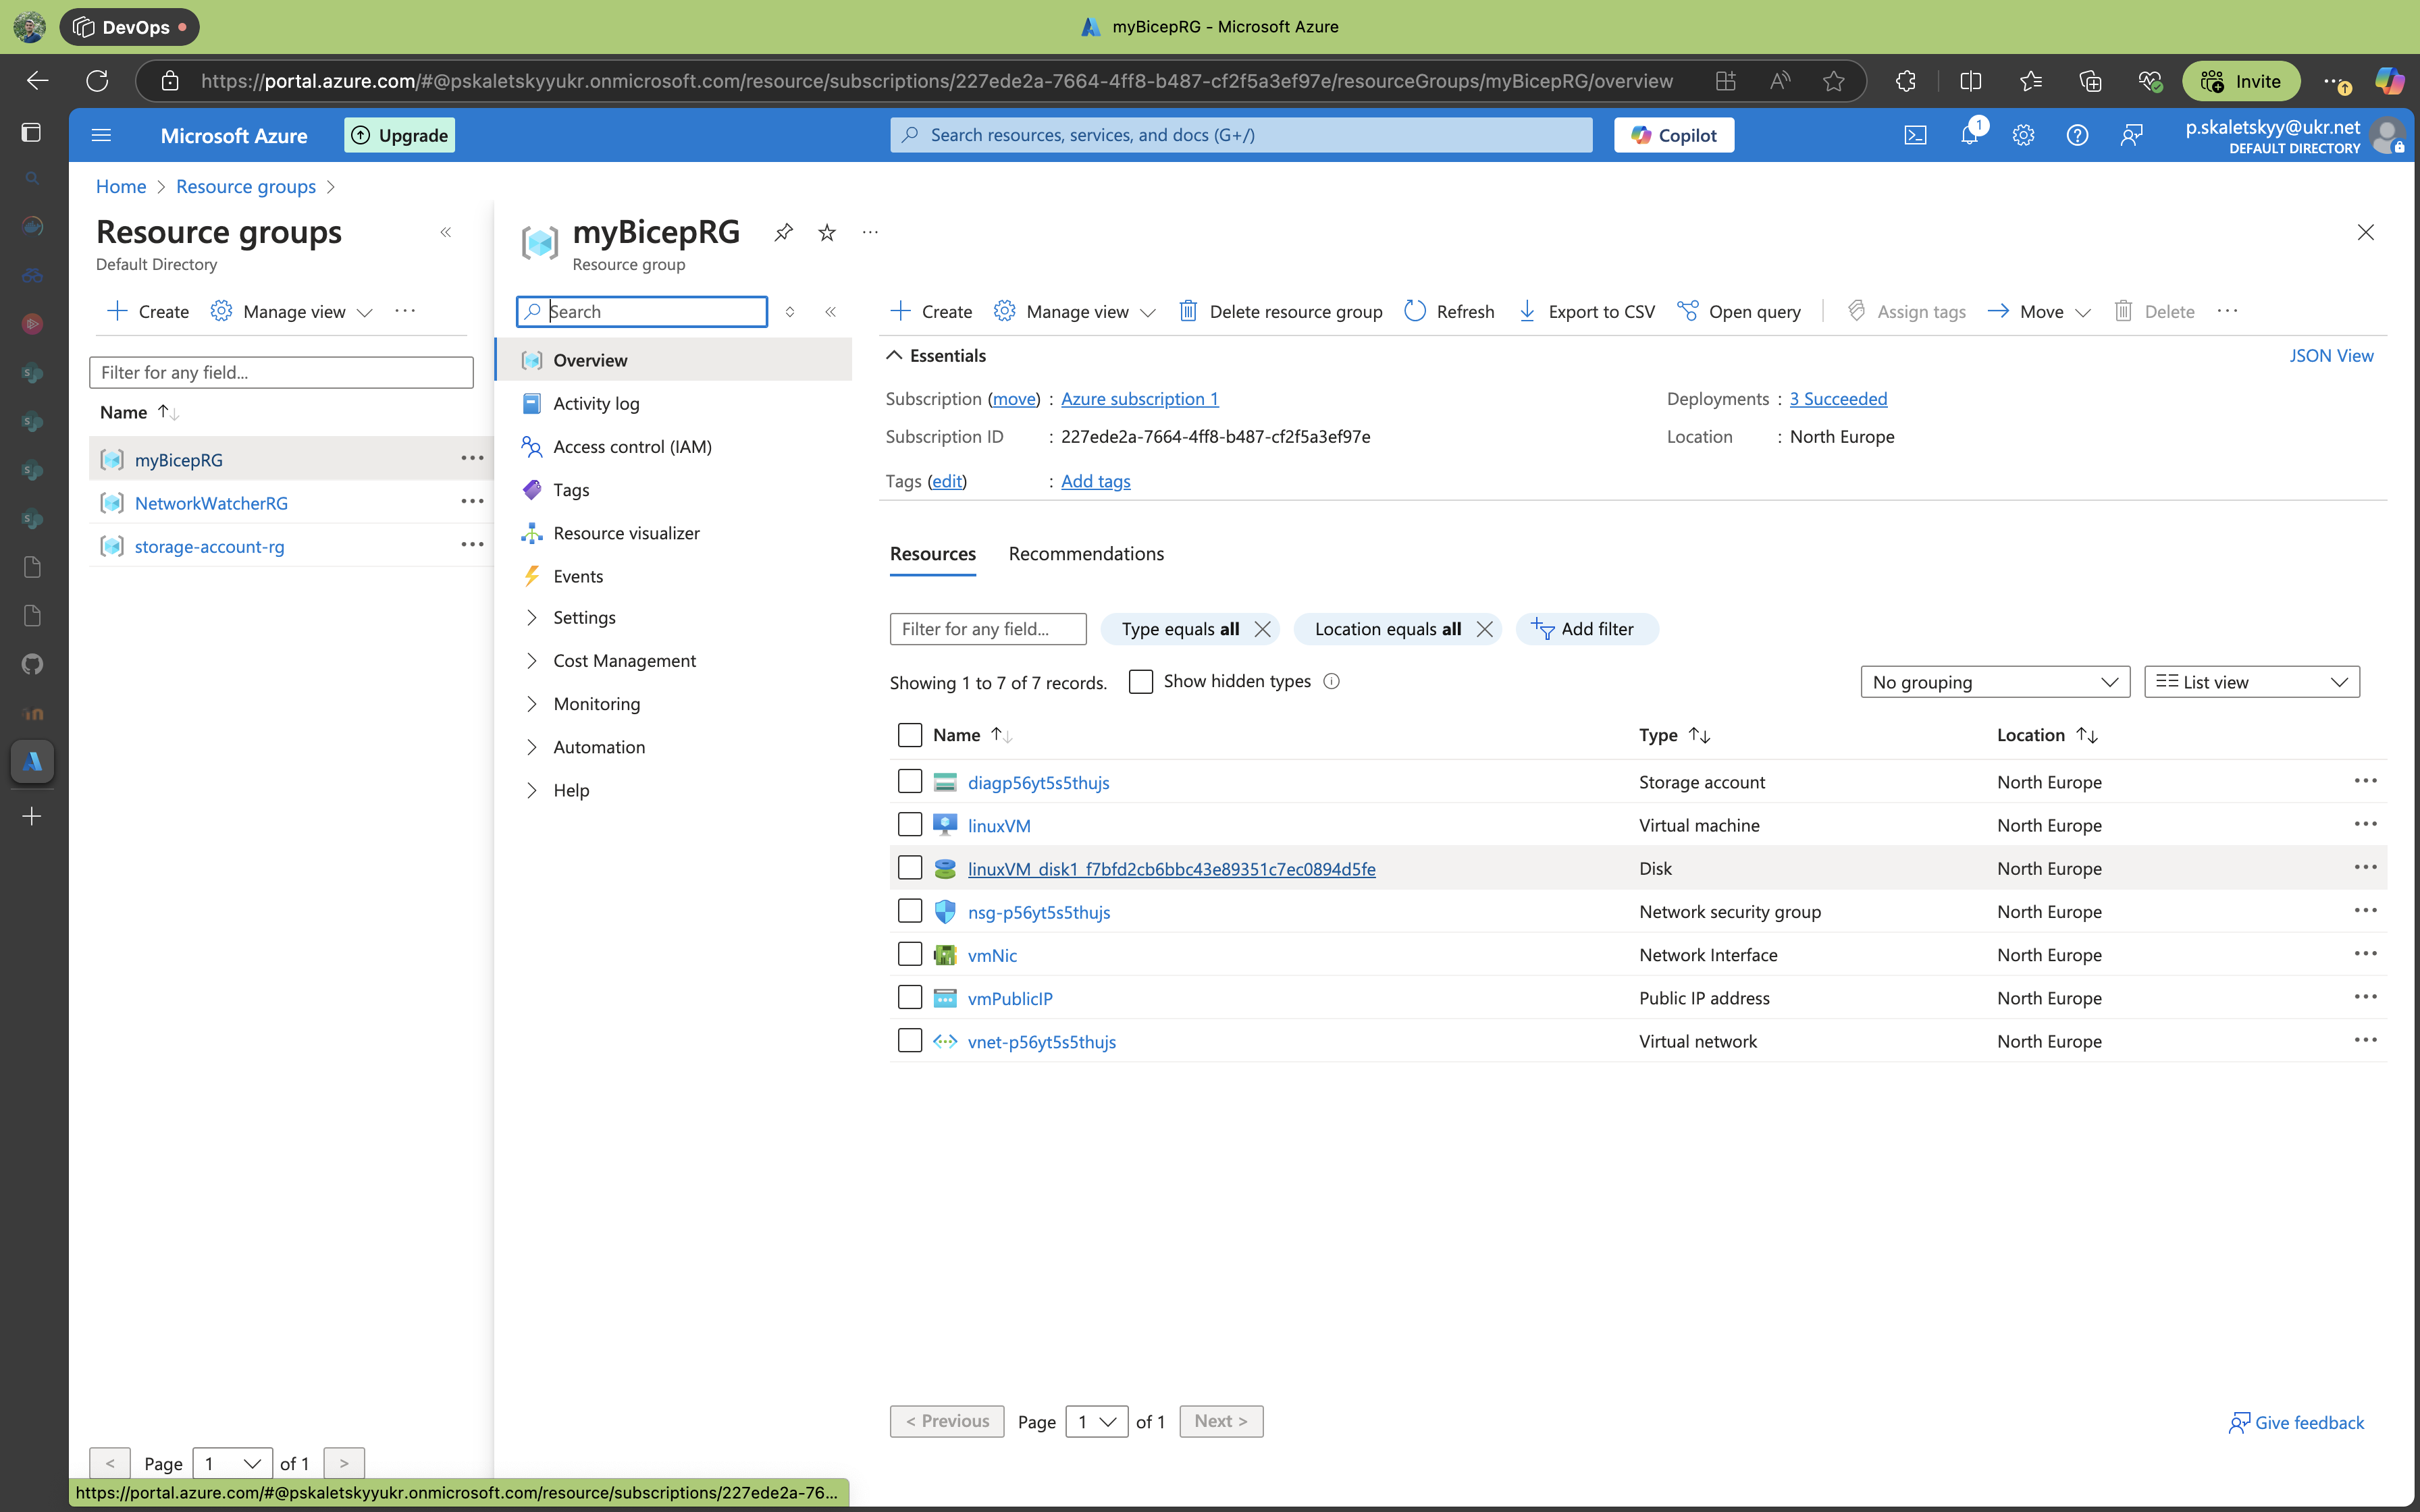 DevOps
myBicepRG - Microsoft Azure
https://portal.azure.com/#@pskaletskyyukr.onmicrosoft.com/resource/subscriptions/227ede2a-7664-4ff8-b487-cf2f5a3ef97e/resourceGroups/myBicepRG/overview
Invite
Microsoft Azure
Upgrade
Search resources, services, and docs (G+/)
Copilot
1
p.skaletskyy@ukr.net
DEFAULT DIRECTORY
Home > Resource groups >
Resource groups
Default Directory
Create
Manage view
Filter for any field...
Name
myBicepRG
NetworkWatcherRG
storage-account-rg
< Page 1 of 1 >
myBicepRG
Resource group
Search
Overview
Activity log
Access control (IAM)
Tags
Resource visualizer
Events
Settings
Cost Management
Monitoring
Automation
Help
Create Manage view Delete resource group Refresh Export to CSV Open query Assign tags Move Delete
Essentials
JSON View
Subscription (move) : Azure subscription 1
Deployments : 3 Succeeded
Subscription ID : 227ede2a-7664-4ff8-b487-cf2f5a3ef97e
Location : North Europe
Tags (edit) : Add tags
Resources Recommendations
Filter for any field... Type equals all Location equals all Add filter
Showing 1 to 7 of 7 records. Show hidden types
No grouping List view
Name Type Location
diagp56yt5s5thujs Storage account North Europe
linuxVM Virtual machine North Europe
linuxVM_disk1_f7bfd2cb6bbc43e89351c7ec0894d5fe Disk North Europe
nsg-p56yt5s5thujs Network security group North Europe
vmNic Network Interface North Europe
vmPublicIP Public IP address North Europe
vnet-p56yt5s5thujs Virtual network North Europe
< Previous Page 1 of 1 Next >
Give feedback
https://portal.azure.com/#@pskaletskyyukr.onmicrosoft.com/resource/subscriptions/227ede2a-76...